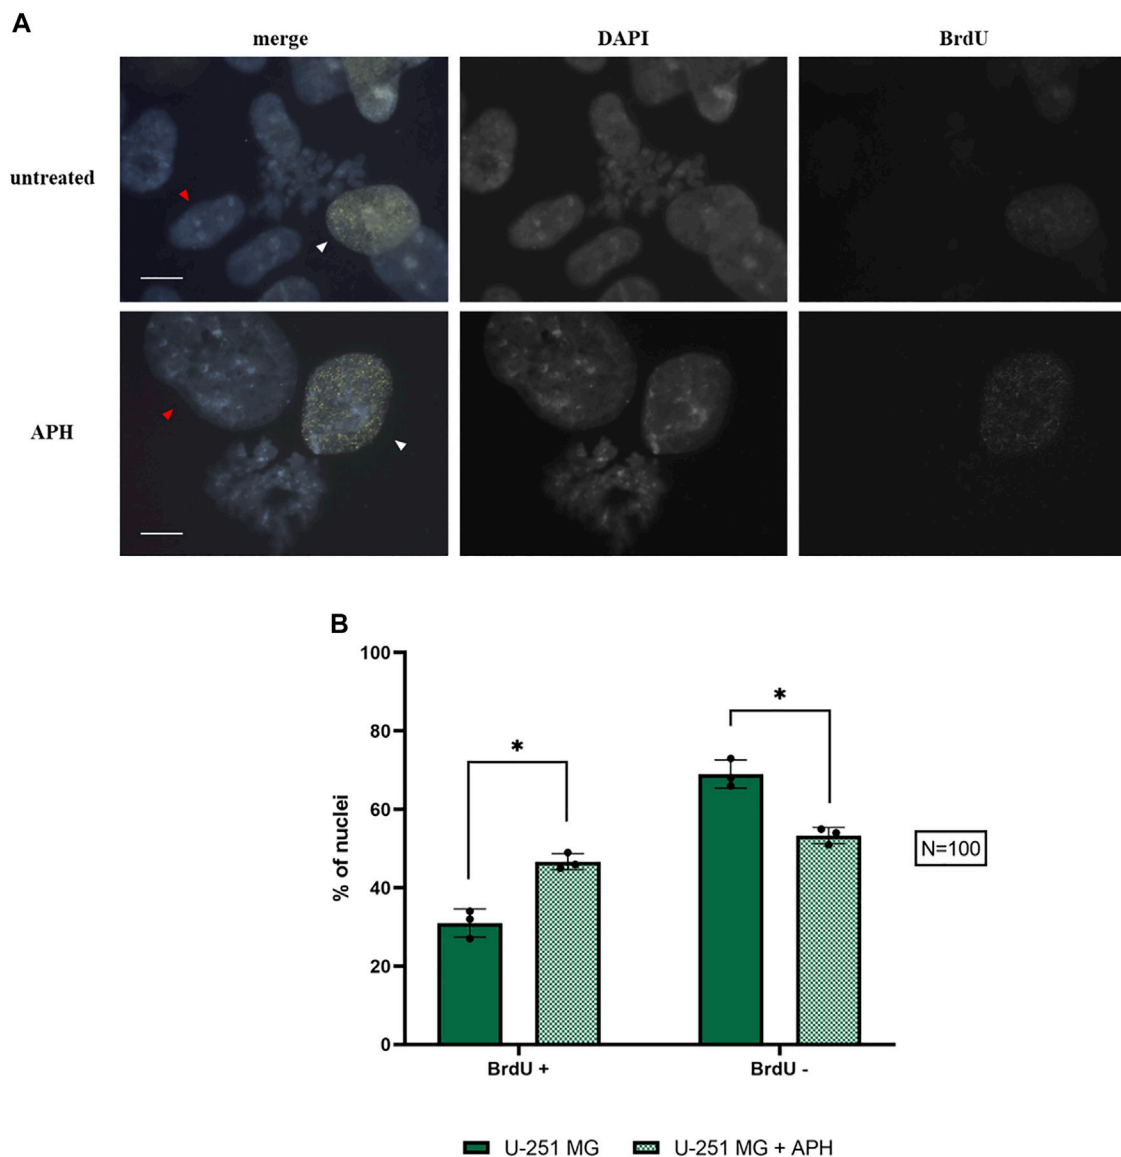 A
merge DAPI BrdU
untreated
APH
B
100
80
60
40
20
0
% of nuclei
*
*
N=100
BrdU + BrdU -
U-251 MG U-251 MG + APH